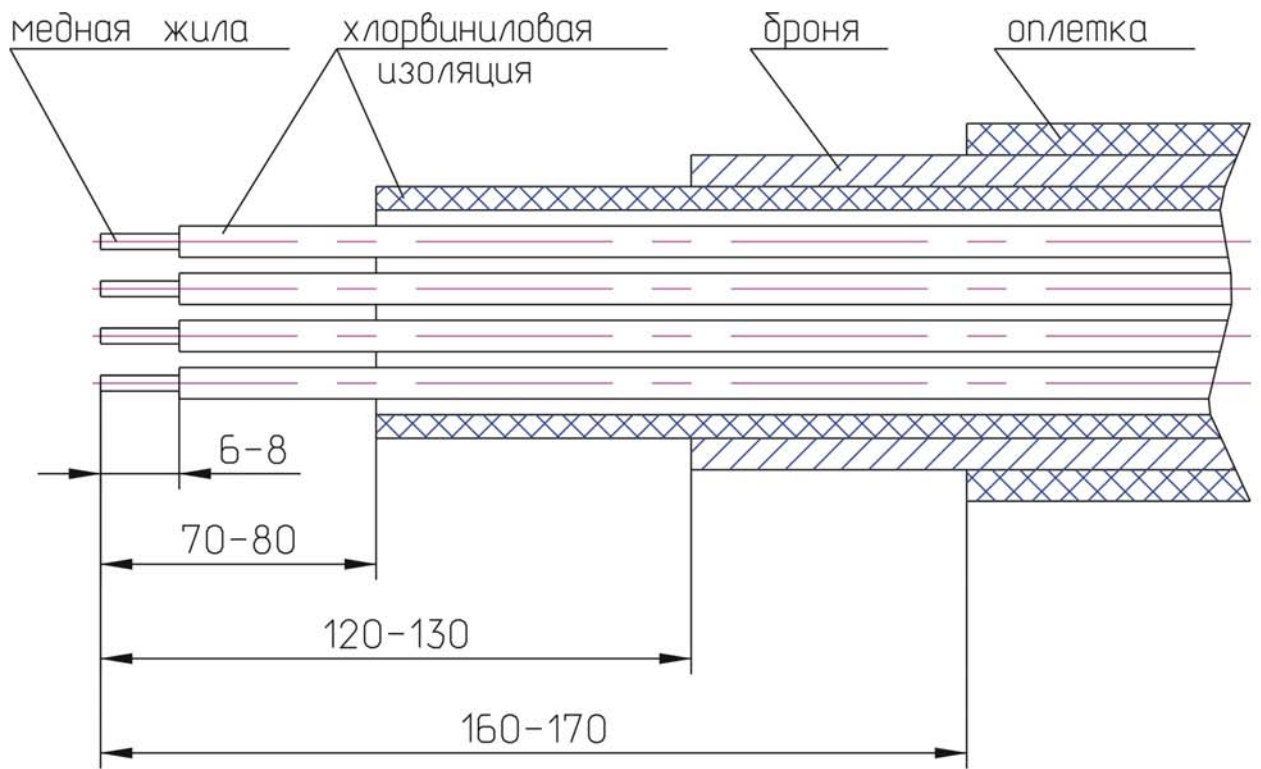 медная жила
хлорвиниловая
изоляция
броня
оплетка
6-8
70-80
120-130
160-170